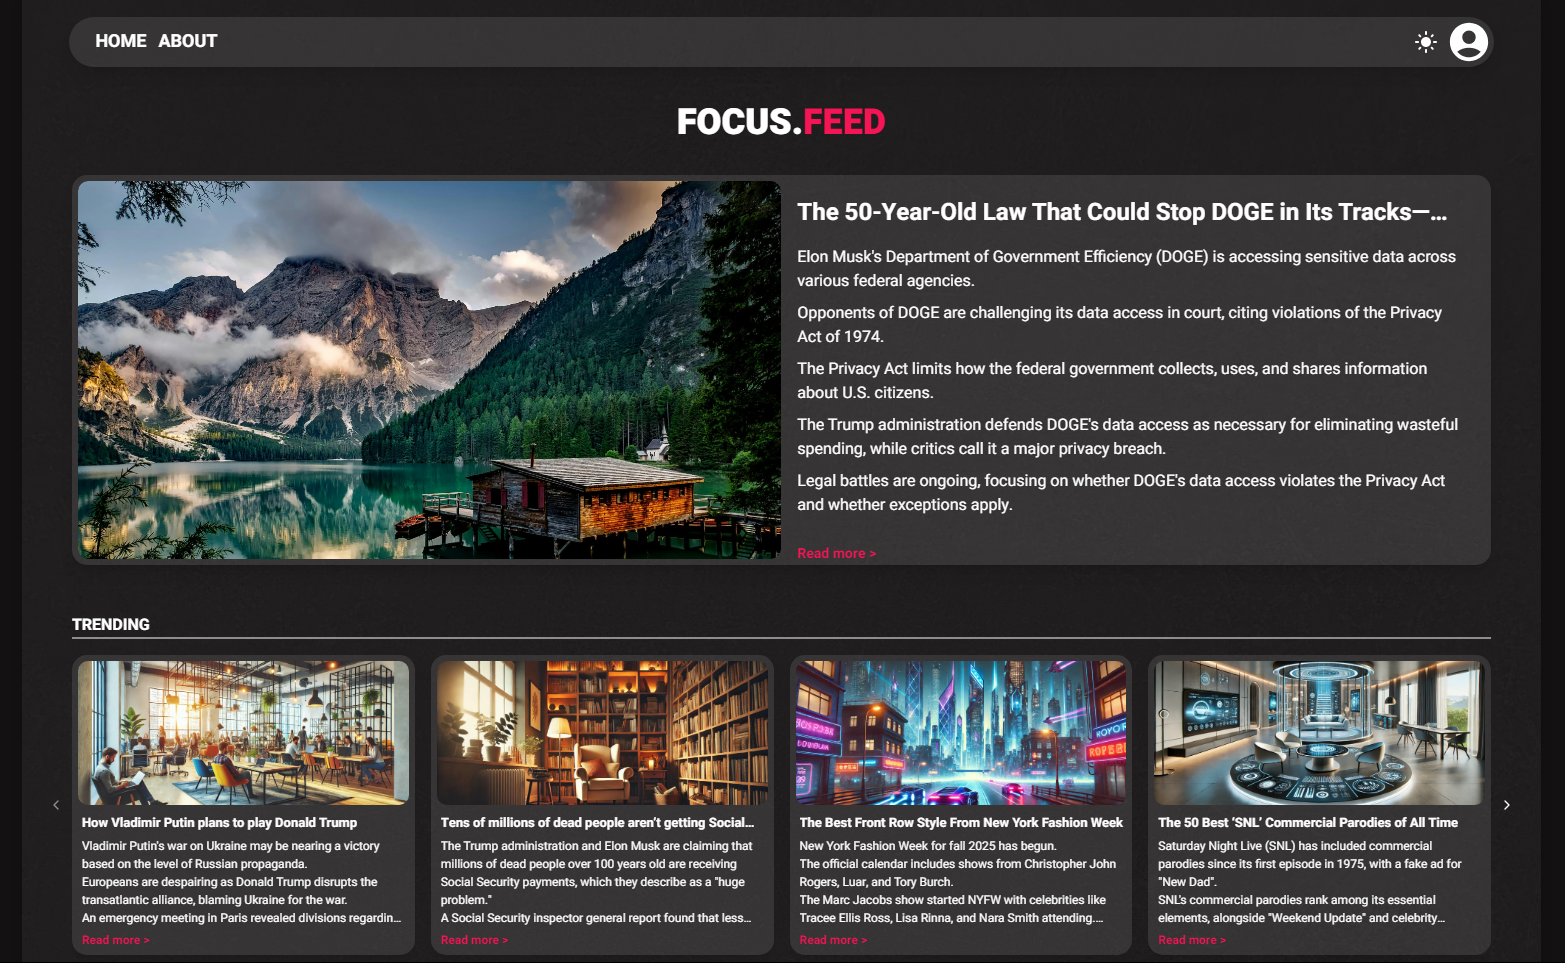 HOME ABOUT
FOCUS.FEED
The 50-Year-Old Law That Could Stop DOGE in Its Tracks—...
Elon Musk's Department of Government Efficiency (DOGE) is accessing sensitive data across
various federal agencies.
Opponents of DOGE are challenging its data access in court, citing violations of the Privacy
Act of 1974.
The Privacy Act limits how the federal government collects, uses, and shares information
about U.S. citizens.
The Trump administration defends DOGE's data access as necessary for eliminating wasteful
spending, while critics call it a major privacy breach.
Legal battles are ongoing, focusing on whether DOGE's data access violates the Privacy Act
and whether exceptions apply.
Read more >
TRENDING
How Vladimir Putin plans to play Donald Trump
Vladimir Putin's war on Ukraine may be nearing a victory
based on the level of Russian propaganda.
Europeans are despairing as Donald Trump disrupts the
transatlantic alliance, blaming Ukraine for the war.
An emergency meeting in Paris revealed divisions regardin...
Read more >
Tens of millions of dead people aren't getting Social...
The Trump administration and Elon Musk are claiming that
millions of dead people over 100 years old are receiving
Social Security payments, which they describe as a "huge
problem."
A Social Security inspector general report found that less...
Read more >
The Best Front Row Style From New York Fashion Week
New York Fashion Week for fall 2025 has begun.
The official calendar includes shows from Christopher John
Rogers, Luar, and Tory Burch.
The Marc Jacobs show started NYFW with celebrities like
Tracee Ellis Ross, Lisa Rinna, and Nara Smith attending....
Read more >
The 50 Best ‘SNL’ Commercial Parodies of All Time
Saturday Night Live (SNL) has included commercial
parodies since its first episode in 1975, with a fake ad for
"New Dad".
SNL's commercial parodies rank among its essential
elements, alongside "Weekend Update" and celebrity...
Read more >